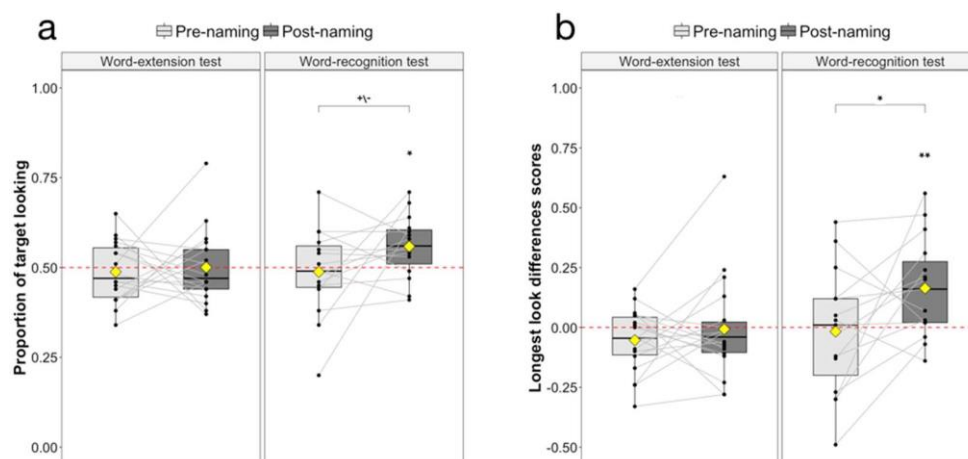 a
Pre-naming Post-naming
Word-extension test Word-recognition test
Proportion of target looking
1.00
0.75
0.50
0.25
0.00
+\-
*
b
Pre-naming Post-naming
Word-extension test Word-recognition test
Longest look differences scores
1.00
0.75
0.50
0.25
0.00
-0.25
-0.50
*
**